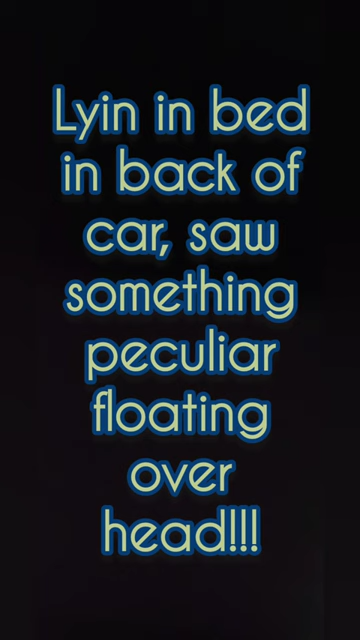 Lyin in bed
in back of
car, saw
something
peculiar
floating
over
head!!!